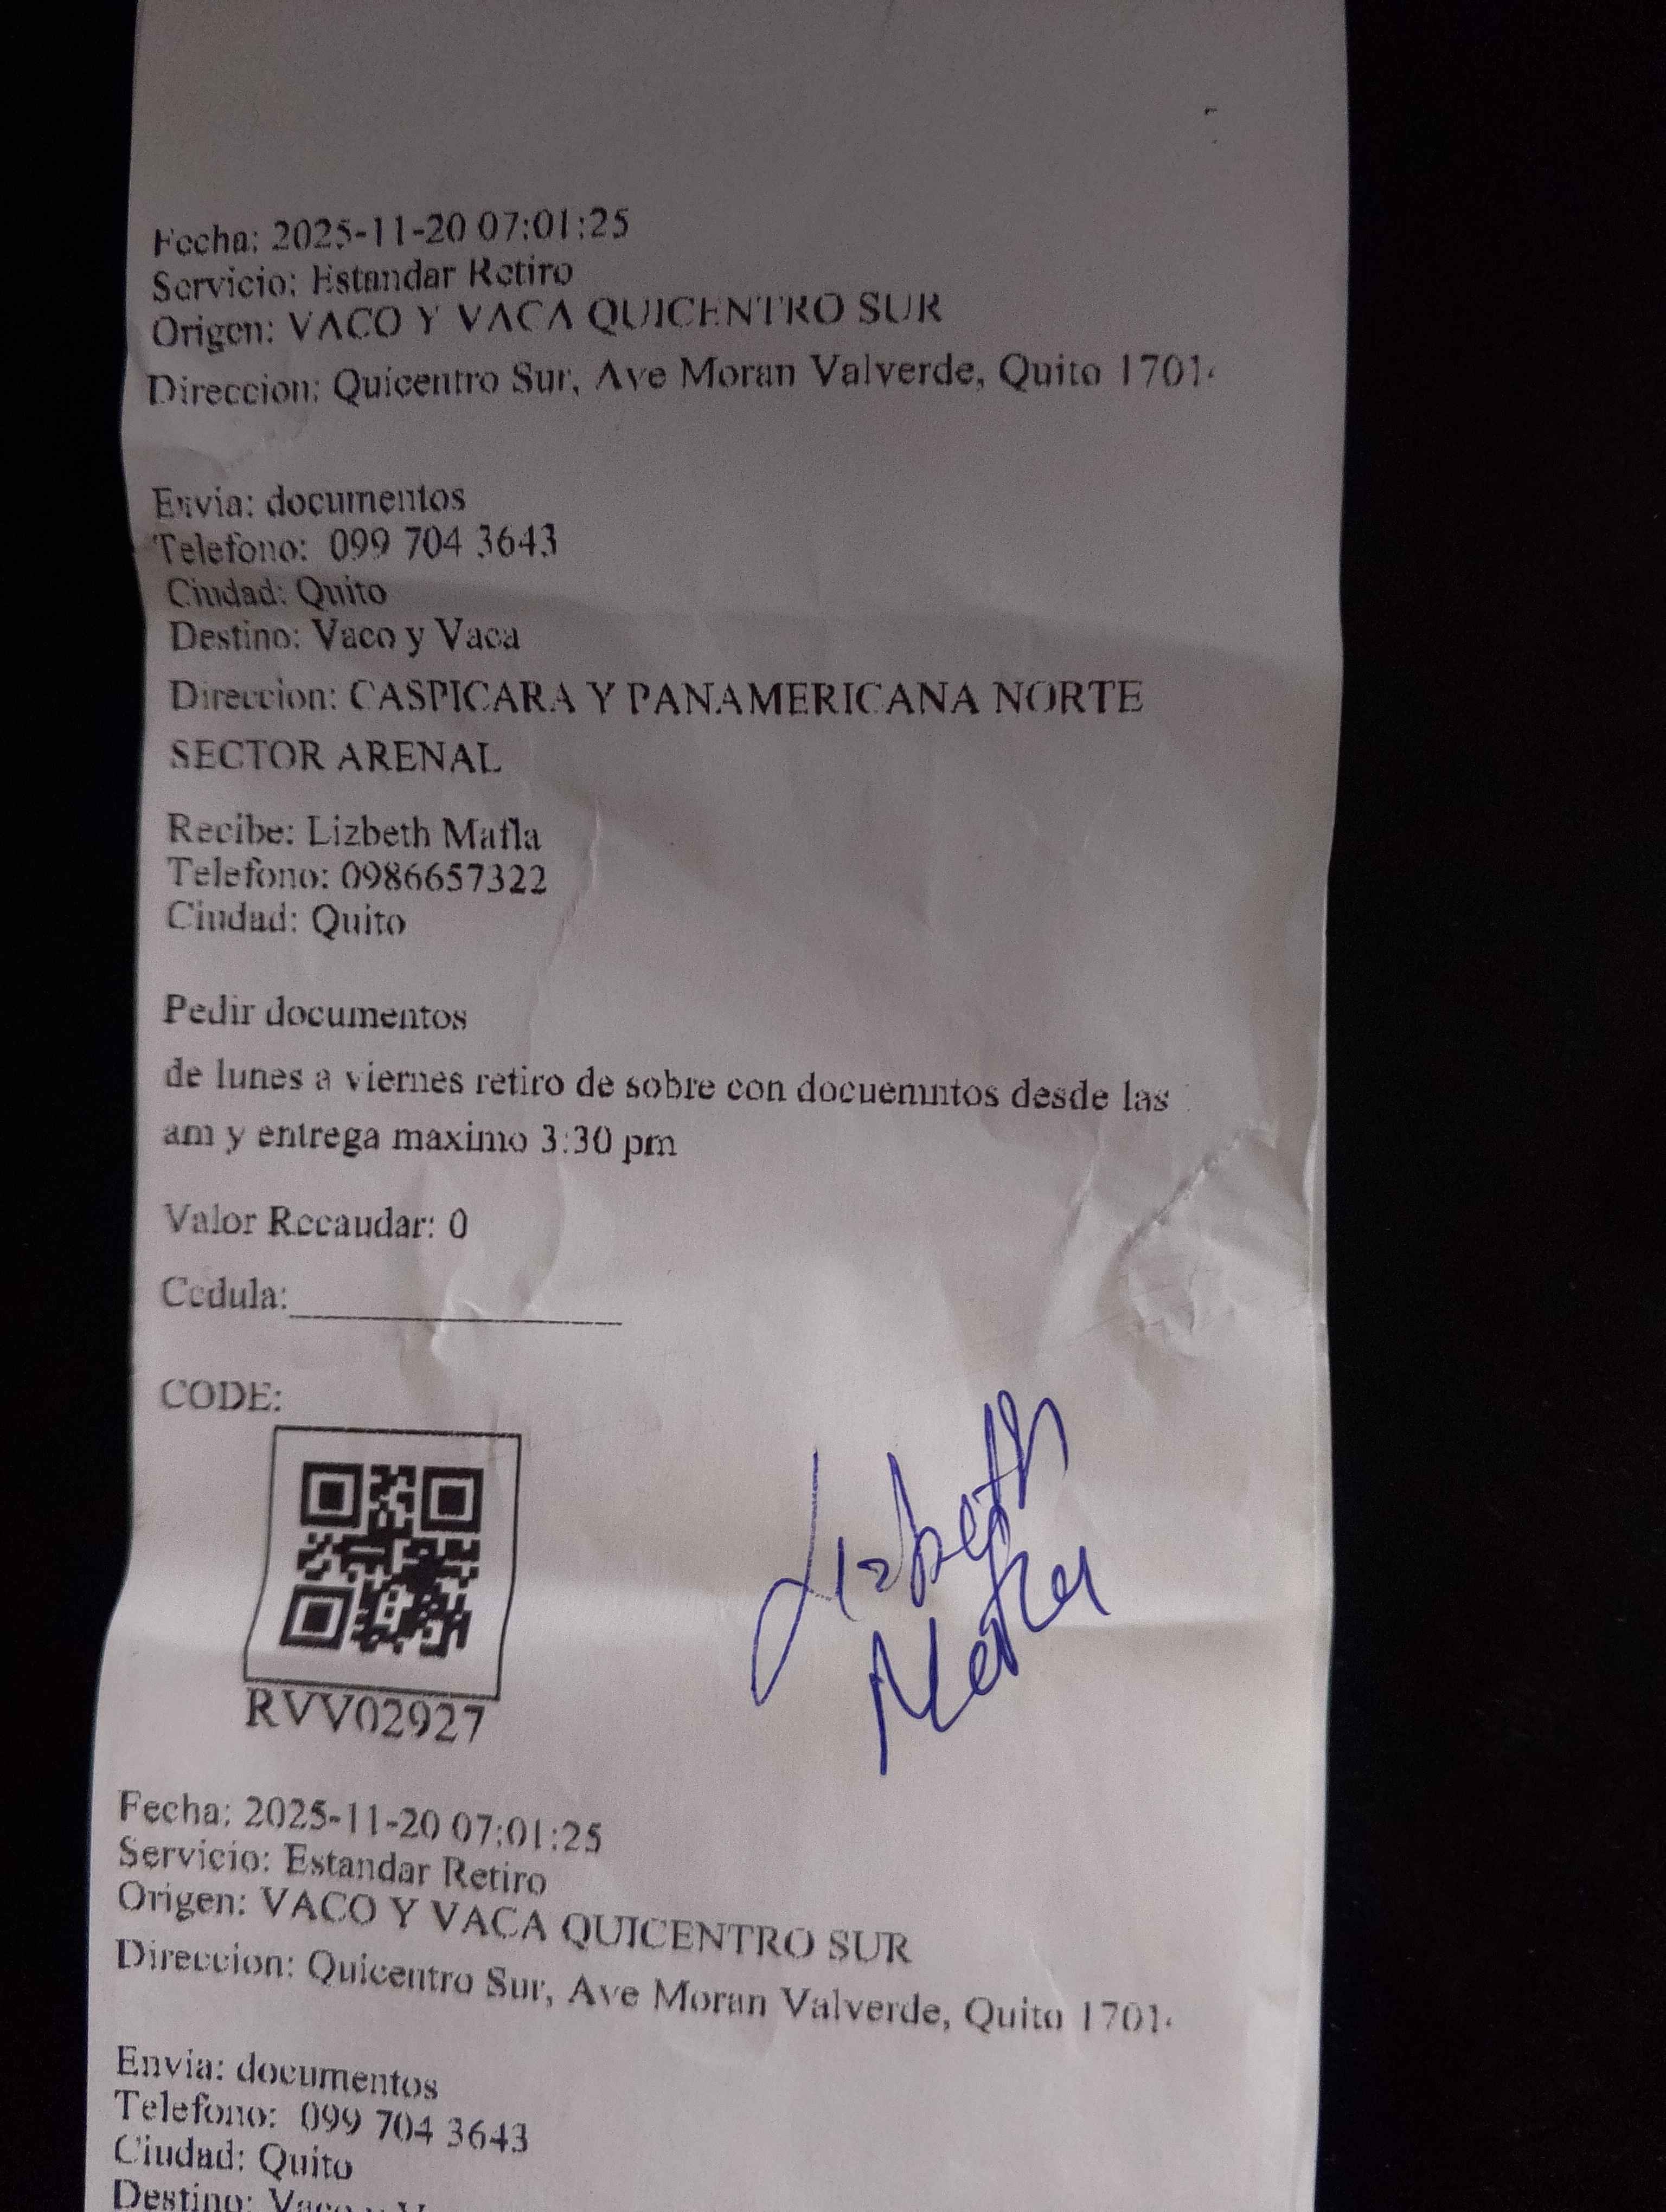 Fecha: 2025-11-20 07:01:25
Servicio: Estandar Retiro
Origen: VACO Y VACA QUICENTRO SUR
Direccion: Quicentro Sur, Ave Moran Valverde, Quito 1701
Envia: documentos
Telefono: 099 704 3643
Ciudad: Quito
Destino: Vaco y Vaca
Direccion: CASPICARA Y PANAMERICANA NORTE
SECTOR ARENAL
Recibe: Lizbeth Mafla
Telefono: 0986657322
Ciudad: Quito
Pedir documentos
de lunes a viernes retiro de sobre con docuemntos desde las
am y entrega maximo 3:30 pm
Valor Recaudar: 0
Cedula:
CODE:
RVV02927
Lizbeth
Mafla
Fecha: 2025-11-20 07:01:25
Servicio: Estandar Retiro
Origen: VACO Y VACA QUICENTRO SUR
Direccion: Quicentro Sur, Ave Moran Valverde, Quito 1701
Envia: documentos
Telefono: 099 704 3643
Ciudad: Quito
Destino: Vaco y